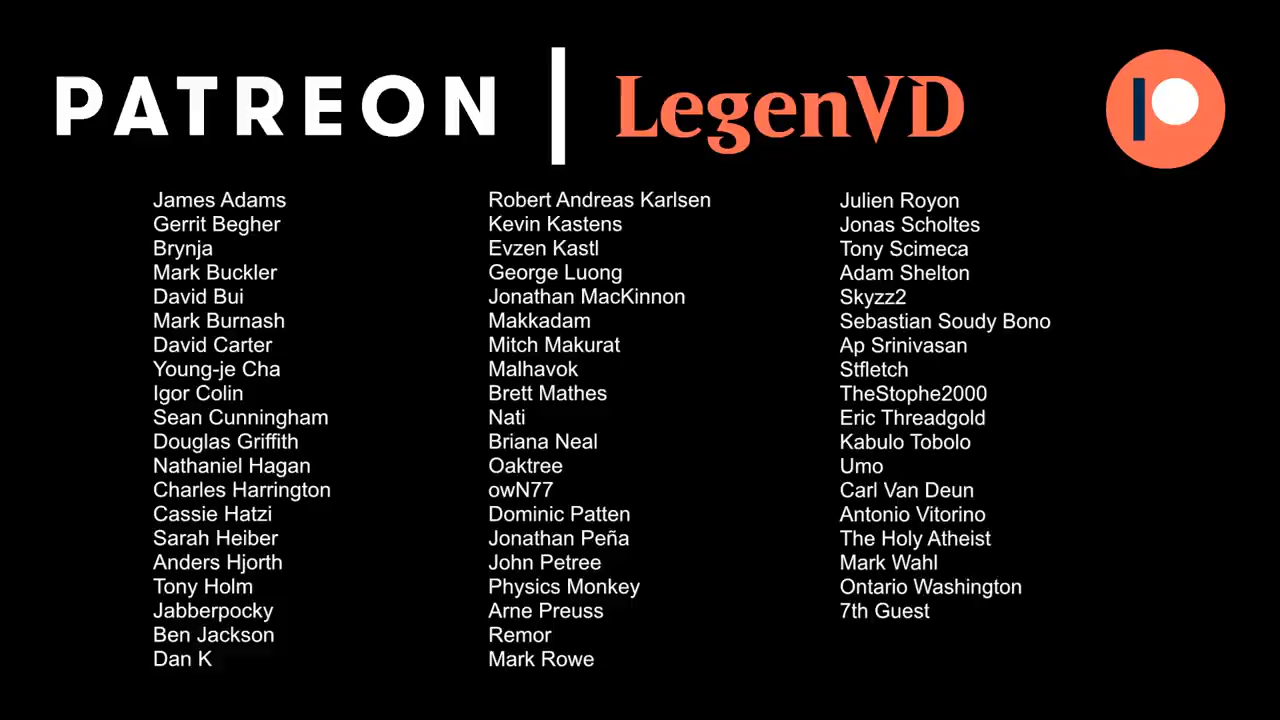 PATREON | LegenVD
James Adams
Gerrit Begher
Brynja
Mark Buckler
David Bui
Mark Burnash
David Carter
Young-je Cha
Igor Colin
Sean Cunningham
Douglas Griffith
Nathaniel Hagan
Charles Harrington
Cassie Hatzi
Sarah Heiber
Anders Hjorth
Tony Holm
Jabberpocky
Ben Jackson
Dan K
Robert Andreas Karlsen
Kevin Kastens
Evzen Kastl
George Luong
Jonathan MacKinnon
Makkadam
Mitch Makurat
Malhavok
Brett Mathes
Nati
Briana Neal
Oaktree
owN77
Dominic Patten
Jonathan Peña
John Petree
Physics Monkey
Arne Preuss
Remor
Mark Rowe
Julien Royon
Jonas Scholtes
Tony Scimeca
Adam Shelton
Skyzz2
Sebastian Soudy Bono
Ap Srinivasan
Stfletch
TheStophe2000
Eric Threadgold
Kabulo Tobolo
Umo
Carl Van Deun
Antonio Vitorino
The Holy Atheist
Mark Wahl
Ontario Washington
7th Guest